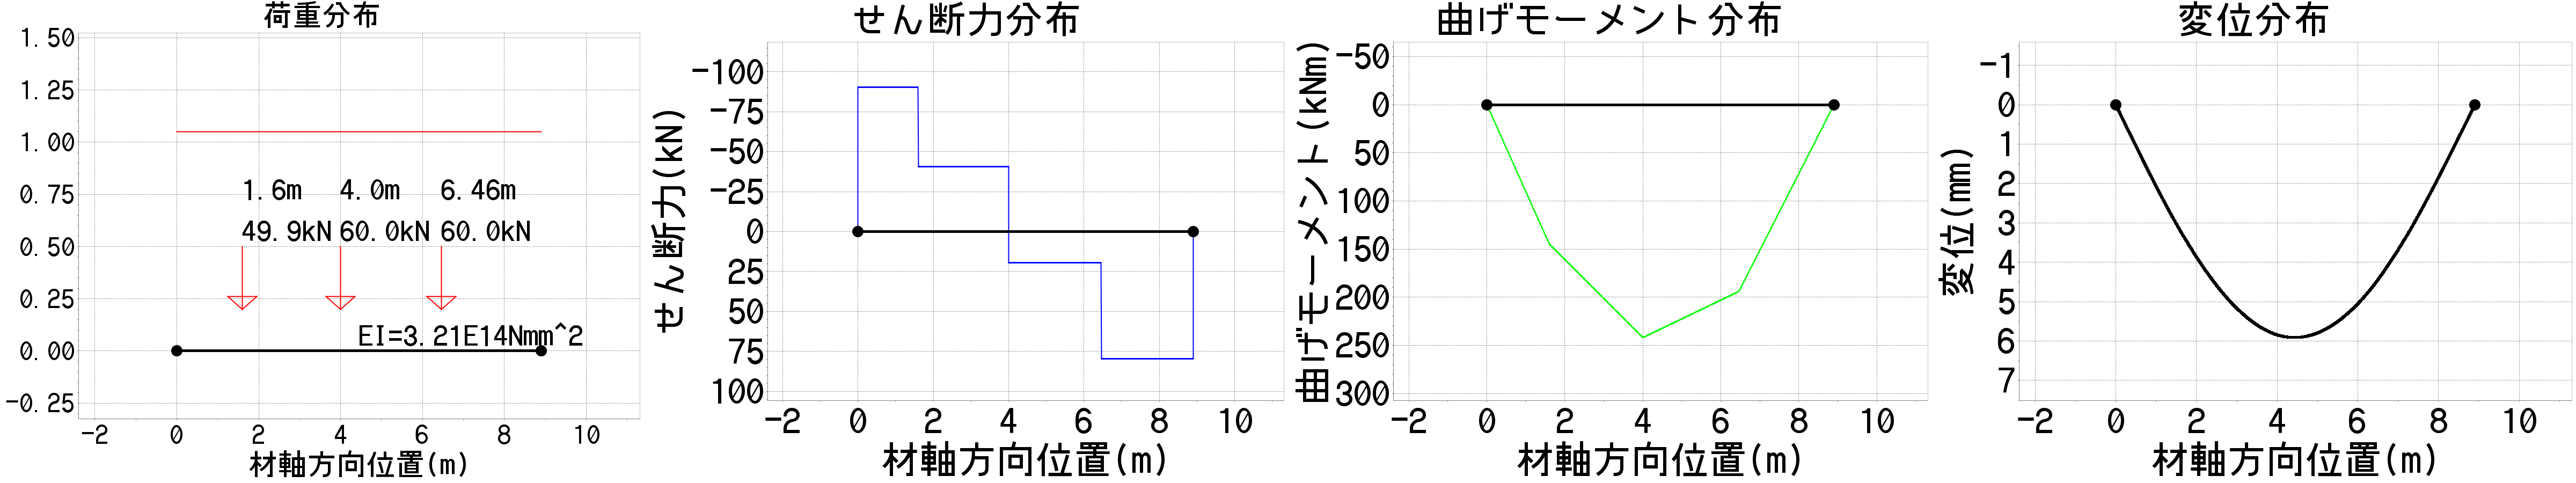 荷重分布
1.50
1.25
1.00
0.75
0.50
0.25
0.00
-0.25
1.6m 4.0m 6.46m
49.9kN 60.0kN 60.0kN
EI=3.21E14Nmm^2
-2 0 2 4 6 8 10
材軸方向位置(m)
せん断力分布
せん断力(kN)
-100
-75
-50
-25
0
25
50
75
100
-2 0 2 4 6 8 10
材軸方向位置(m)
曲げモーメント分布
曲げモーメント(kNm)
-50
0
50
100
150
200
250
300
-2 0 2 4 6 8 10
材軸方向位置(m)
変位分布
変位(mm)
-1
0
1
2
3
4
5
6
7
-2 0 2 4 6 8 10
材軸方向位置(m)